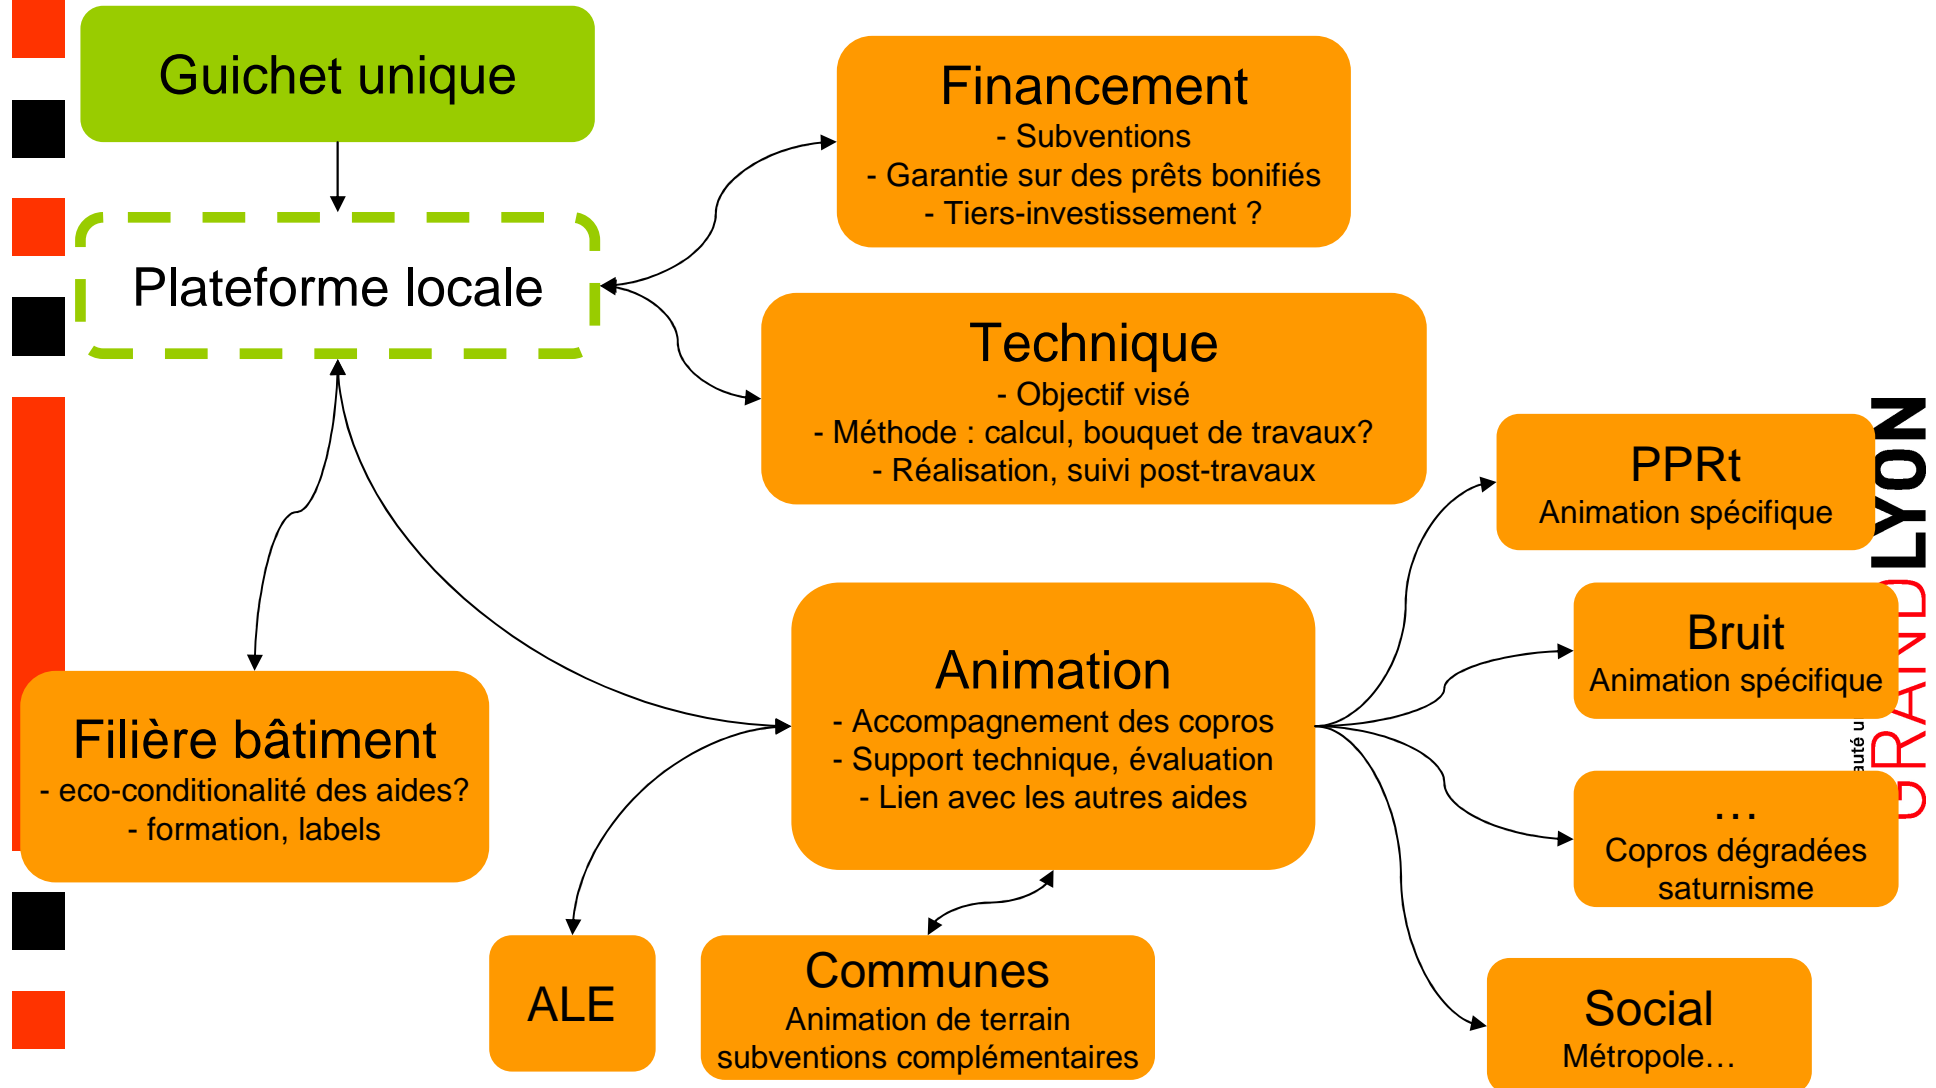 Guichet unique
Plateforme locale
Financement
- Subventions
- Garantie sur des prêts bonifiés
- Tiers-investissement ?
Technique
- Objectif visé
- Méthode : calcul, bouquet de travaux?
- Réalisation, suivi post-travaux
Filière bâtiment
- eco-conditionalité des aides?
- formation, labels
Animation
- Accompagnement des copros
- Support technique, évaluation
- Lien avec les autres aides
ALE
Communes
Animation de terrain
subventions complémentaires
PPRt
Animation spécifique
Bruit
Animation spécifique
…
Copros dégradées
saturnisme
Social
Métropole…
GRANDLYON